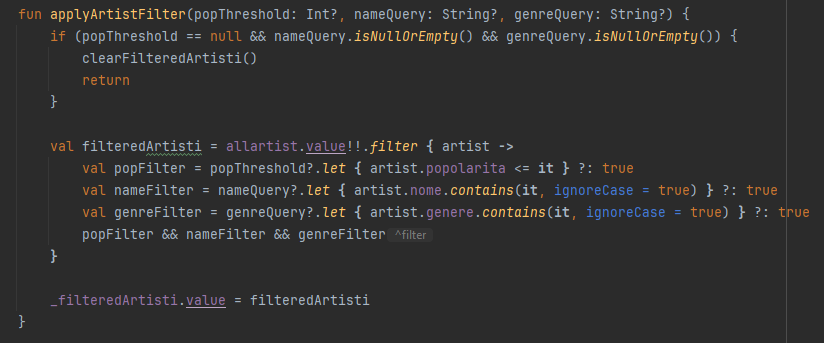 fun applyArtistFilter(popThreshold: Int?, nameQuery: String?, genreQuery: String?) {
    if (popThreshold == null && nameQuery.isNullOrEmpty() && genreQuery.isNullOrEmpty()) {
        clearFilteredArtisti()
        return
    }

    val filteredArtisti = allartist.value!!.filter { artist ->
        val popFilter = popThreshold?.let { artist.popolarita <= it } ?: true
        val nameFilter = nameQuery?.let { artist.nome.contains(it, ignoreCase = true) } ?: true
        val genreFilter = genreQuery?.let { artist.genere.contains(it, ignoreCase = true) } ?: true
        popFilter && nameFilter && genreFilter ^filter
    }

    _filteredArtisti.value = filteredArtisti
}